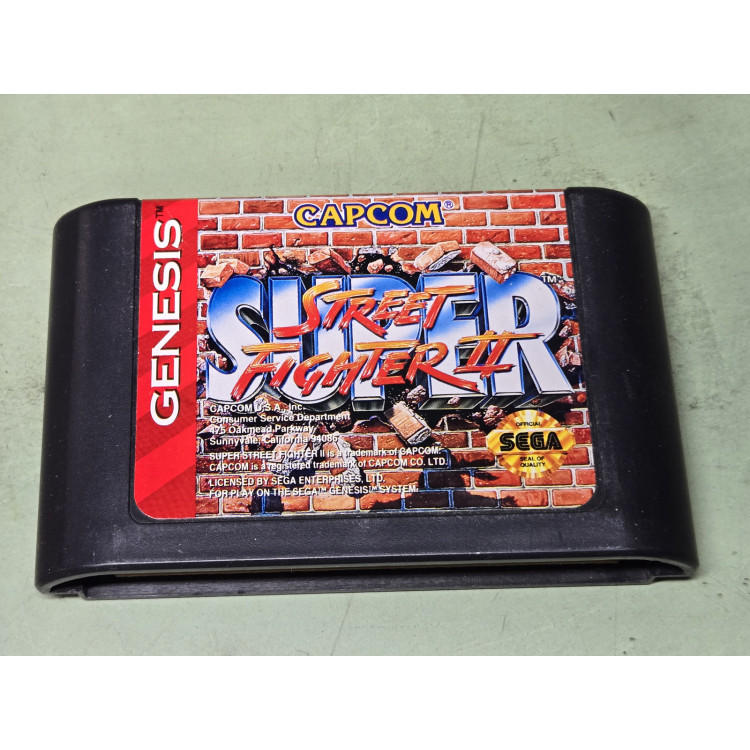 GENESIS™
CAPCOM®
SUPER™
STREET
FIGHTER II
CAPCOM U.S.A., Inc.
Consumer Service Department
475 Oakmead Parkway
Sunnyvale, California 94086
SUPER STREET FIGHTER II is a trademark of CAPCOM.
CAPCOM is a registered trademark of CAPCOM CO. LTD.
LICENSED BY SEGA ENTERPRISES, LTD.
FOR PLAY ON THE SEGA™ GENESIS™ SYSTEM.
OFFICIAL
SEGA
SEAL OF
QUALITY